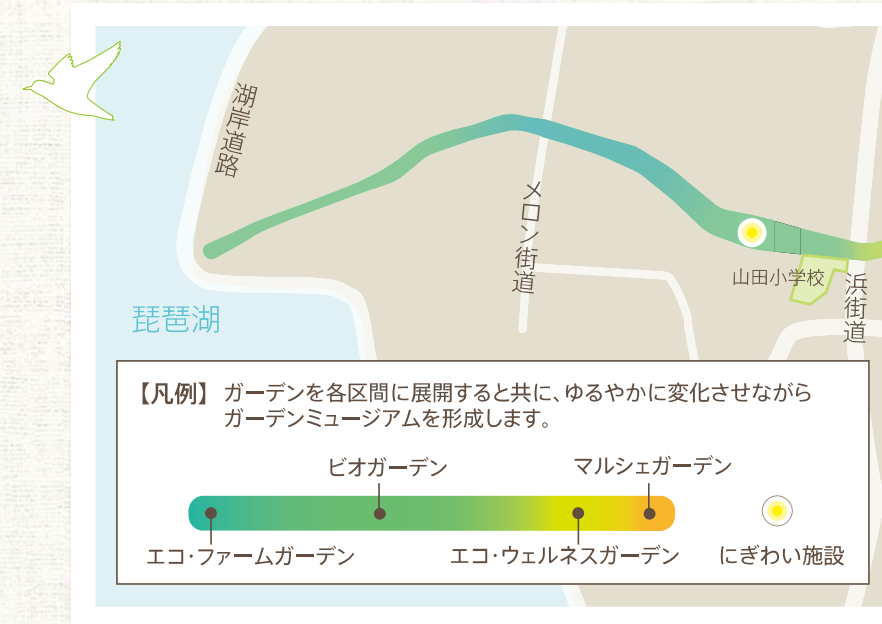 湖岸道路
メロン街道
山田小学校
浜街道
琵琶湖
【凡例】 ガーデンを各区間に展開すると共に、ゆるやかに変化させながら
ガーデンミュージアムを形成します。
ビオガーデン
マルシェガーデン
エコ・ファームガーデン
エコ・ウェルネスガーデン
にぎわい施設